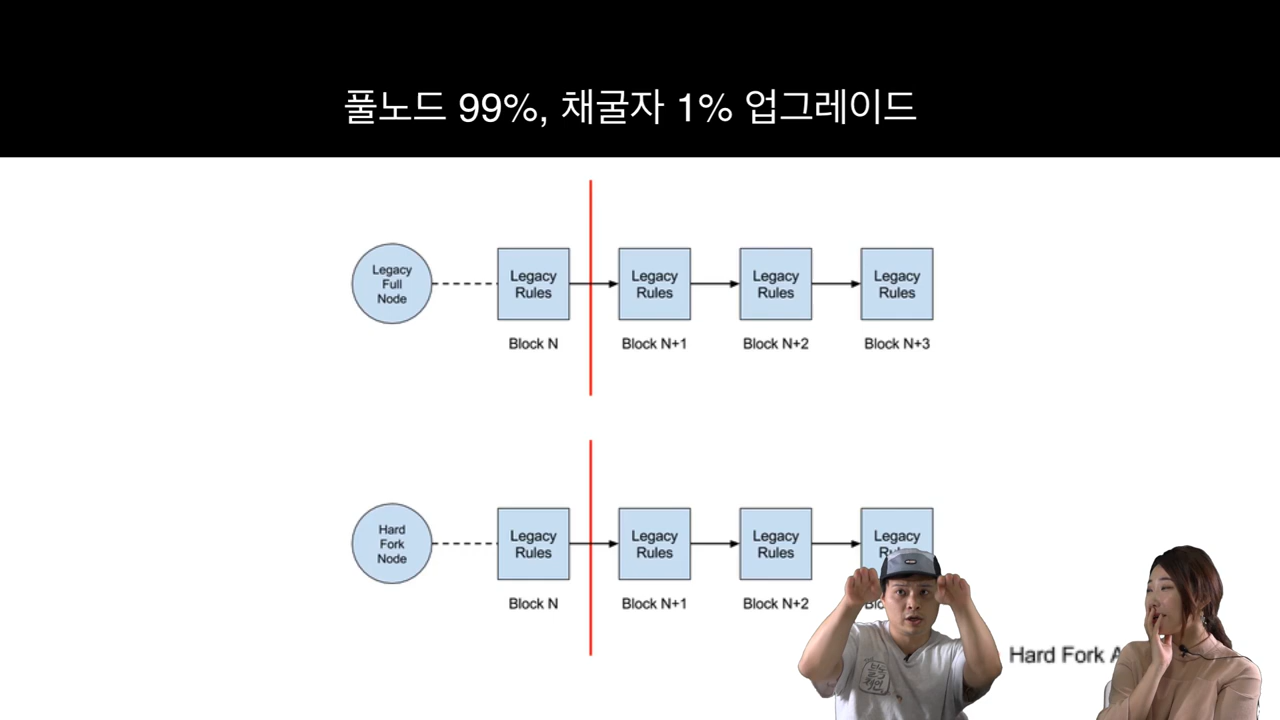 풀노드 99%, 채굴자 1% 업그레이드
Legacy
Full
Node
Legacy
Rules
Legacy
Rules
Legacy
Rules
Legacy
Rules
Block N
Block N+1
Block N+2
Block N+3
Hard
Fork
Node
Legacy
Rules
Legacy
Rules
Legacy
Rules
Legacy
Block N
Block N+1
Block N+2
Hard Fork